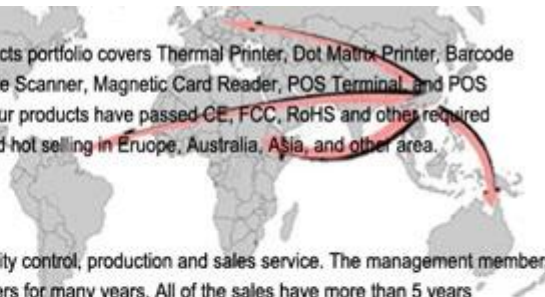 cts portfolio covers Thermal Printer, Dot Matrix Printer, Barcode
e Scanner, Magnetic Card Reader, POS Terminal, and POS
ur products have passed CE, FCC, RoHS and other required
d hot selling in Eruope, Australia, Asia, and other area.
ity control, production and sales service. The management member
ers for many years. All of the sales have more than 5 years